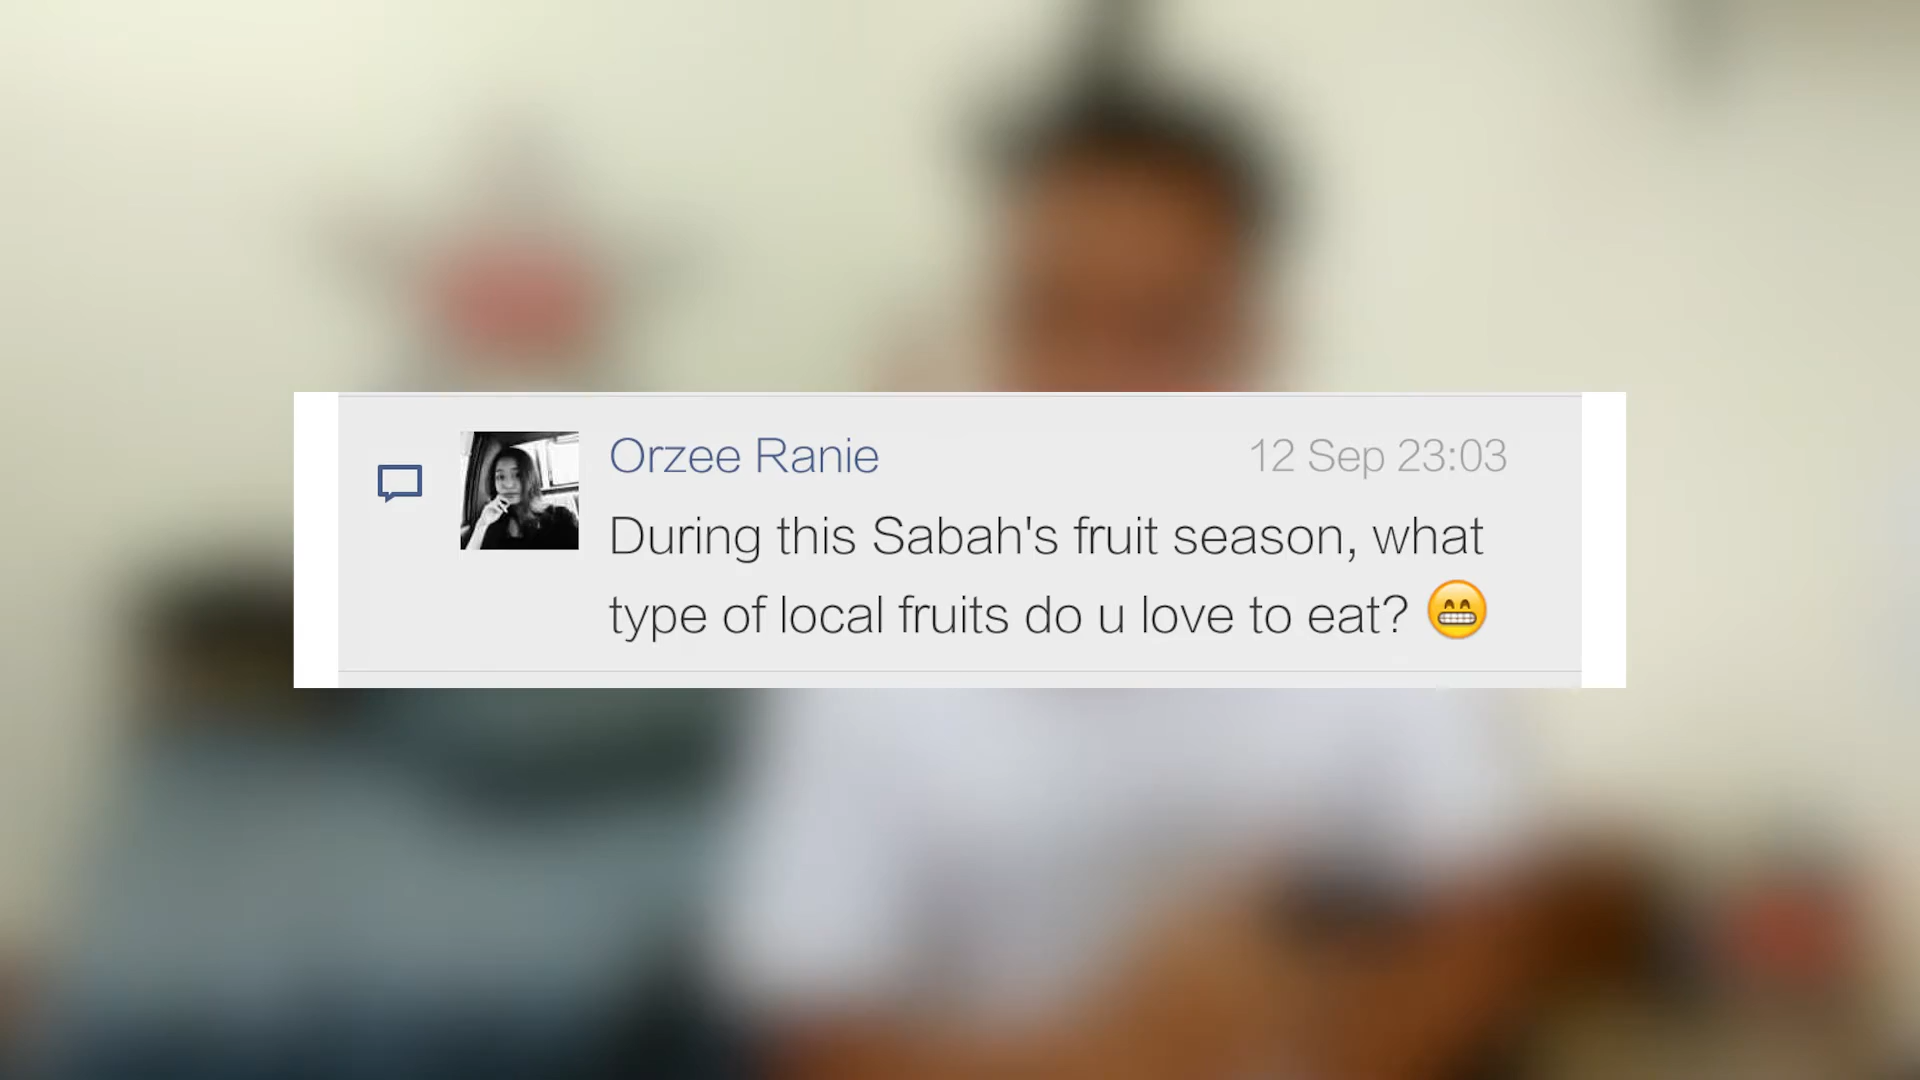 Orzee Ranie 12 Sep 23:03
During this Sabah's fruit season, what
type of local fruits do u love to eat? 😁